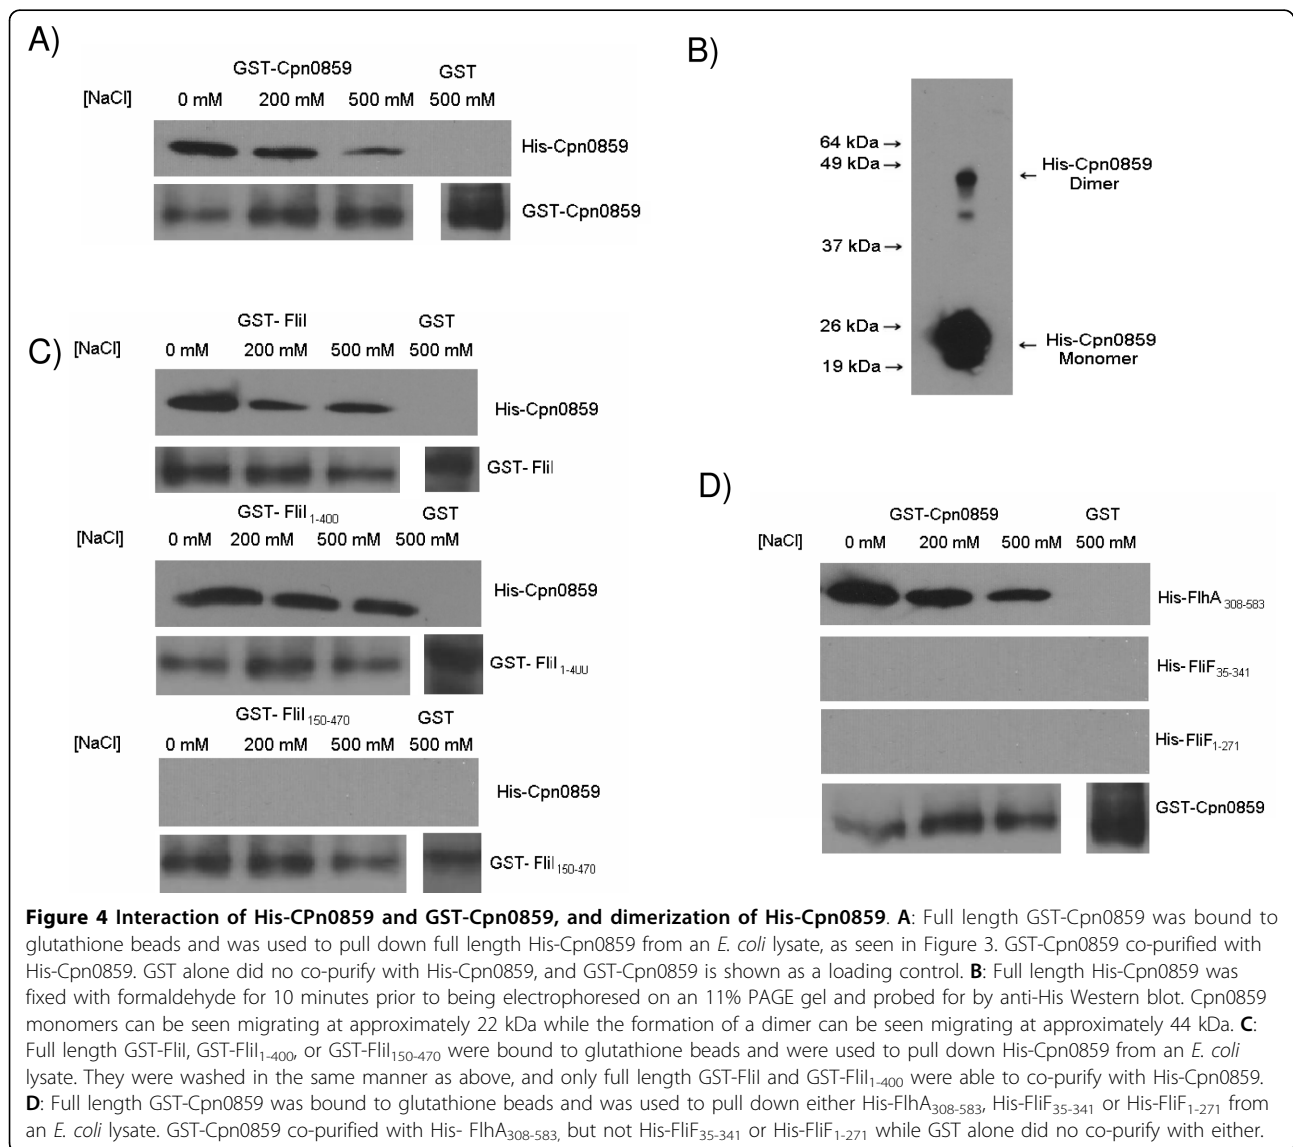 A)
GST-Cpn0859 GST
[NaCl] 0 mM 200 mM 500 mM 500 mM
His-Cpn0859
GST-Cpn0859
B)
64 kDa→
49 kDa→
← His-Cpn0859
Dimer
37 kDa→
26 kDa→
← His-Cpn0859
Monomer
19 kDa→
C)
GST- FliI GST
[NaCl] 0 mM 200 mM 500 mM 500 mM
His-Cpn0859
GST- FliI
GST- FliI 1-400 GST
[NaCl] 0 mM 200 mM 500 mM 500 mM
His-Cpn0859
GST- FliI 1-400
GST- FliI 150-470 GST
[NaCl] 0 mM 200 mM 500 mM 500 mM
His-Cpn0859
GST- FliI 150-470
D)
GST-Cpn0859 GST
[NaCl] 0 mM 200 mM 500 mM 500 mM
His-FlhA 308-583
His-FliF 35-341
His-FliF 1-271
GST-Cpn0859
Figure 4 Interaction of His-CPn0859 and GST-Cpn0859, and dimerization of His-Cpn0859. A: Full length GST-Cpn0859 was bound to
glutathione beads and was used to pull down full length His-Cpn0859 from an E. coli lysate, as seen in Figure 3. GST-Cpn0859 co-purified with
His-Cpn0859. GST alone did no co-purify with His-Cpn0859, and GST-Cpn0859 is shown as a loading control. B: Full length His-Cpn0859 was
fixed with formaldehyde for 10 minutes prior to being electrophoresed on an 11% PAGE gel and probed for by anti-His Western blot. Cpn0859
monomers can be seen migrating at approximately 22 kDa while the formation of a dimer can be seen migrating at approximately 44 kDa. C:
Full length GST-FliI, GST-FliI1-400, or GST-FliI150-470 were bound to glutathione beads and were used to pull down His-Cpn0859 from an E. coli
lysate. They were washed in the same manner as above, and only full length GST-FliI and GST-FliI1-400 were able to co-purify with His-Cpn0859.
D: Full length GST-Cpn0859 was bound to glutathione beads and was used to pull down either His-FlhA308-583, His-FliF35-341 or His-FliF1-271 from
an E. coli lysate. GST-Cpn0859 co-purified with His- FlhA308-583, but not His-FliF35-341 or His-FliF1-271 while GST alone did no co-purify with either.